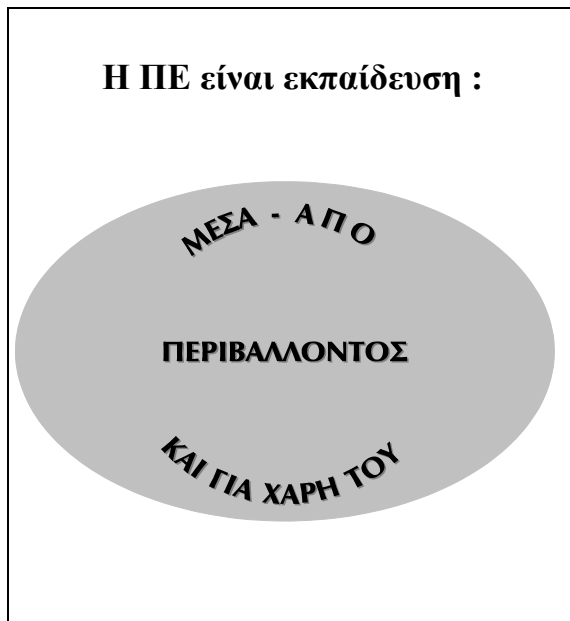 Η ΠΕ είναι εκπαίδευση :
ΜΕΣΑ - ΑΠΟ
ΠΕΡΙΒΑΛΛΟΝΤΟΣ
ΚΑΙ ΓΙΑ ΧΑΡΗ ΤΟΥ